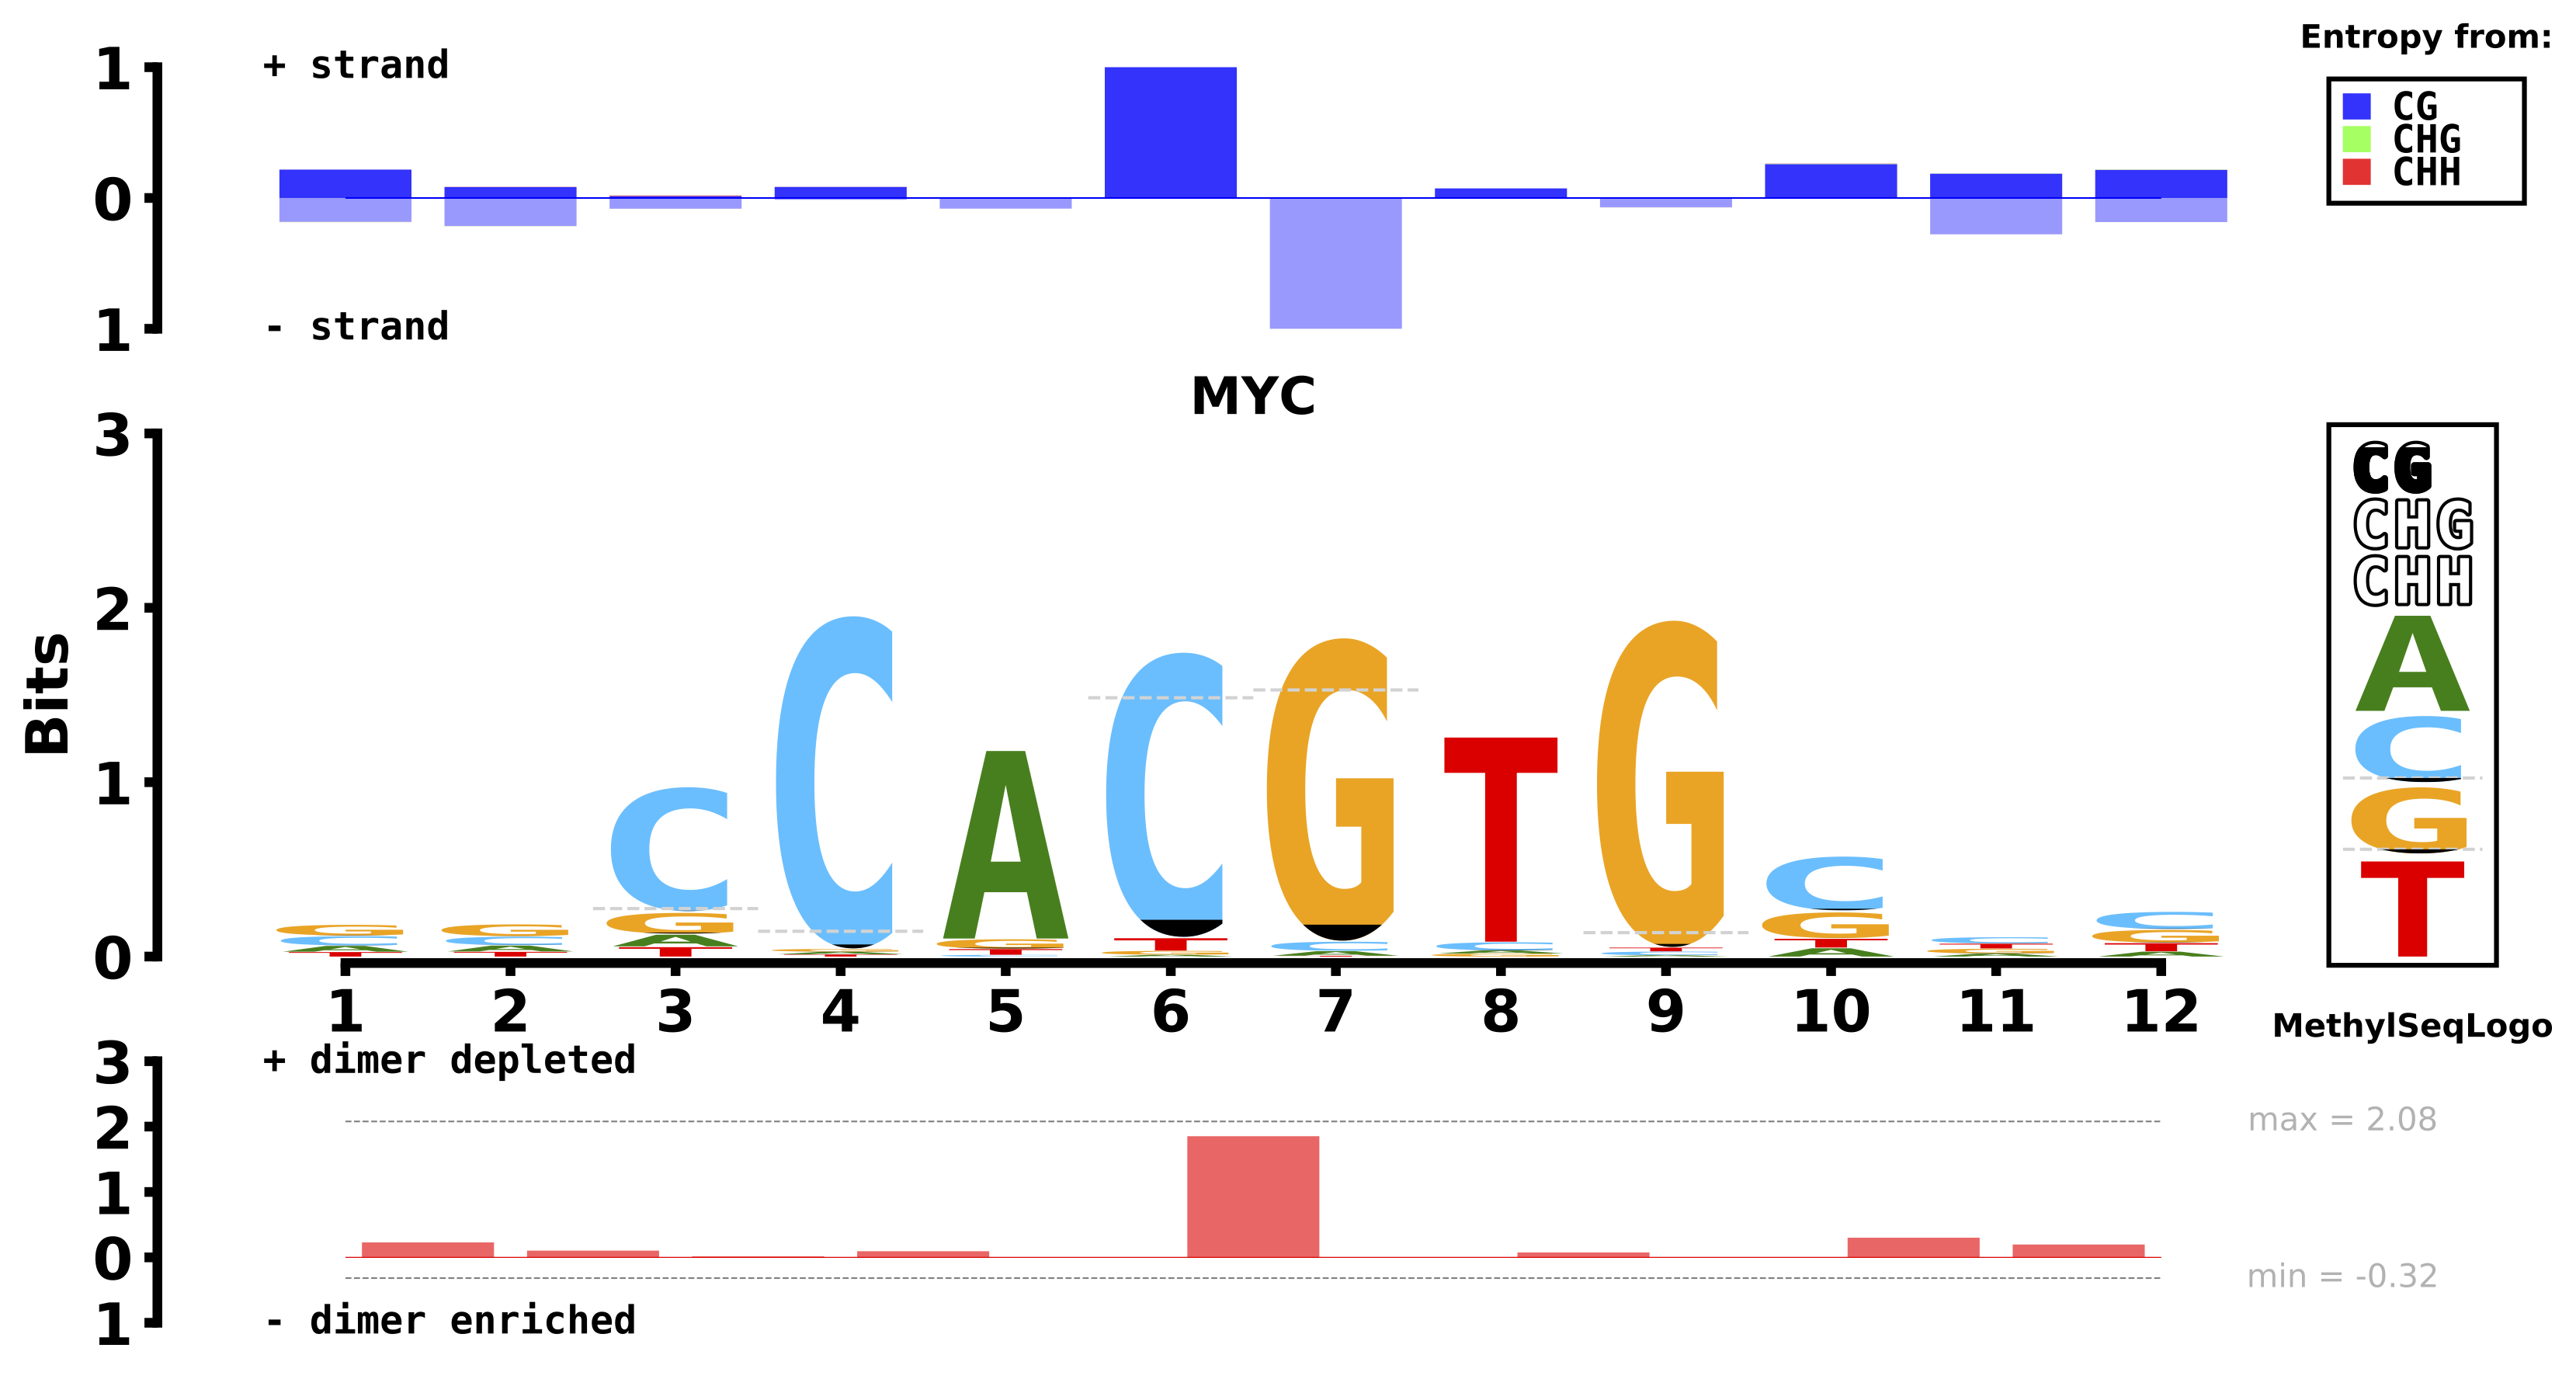 Entropy from:
1
+ strand
CG
CHG
CHH
0
- strand
1
MYC
3
CG
CHG
CHH
2
Bits
A
C
G
T
1
0
C
A
C
G
T
G
C
G
C
A
T
G
C
A
T
C
G
A
T
G
T
T
C
C
G
T
A
C
T
C
G
T
A
1 2 3 4 5 6 7 8 9 10 11 12
MethylSeqLogo
3
+ dimer depleted
2
max = 2.08
1
0
min = -0.32
- dimer enriched
1